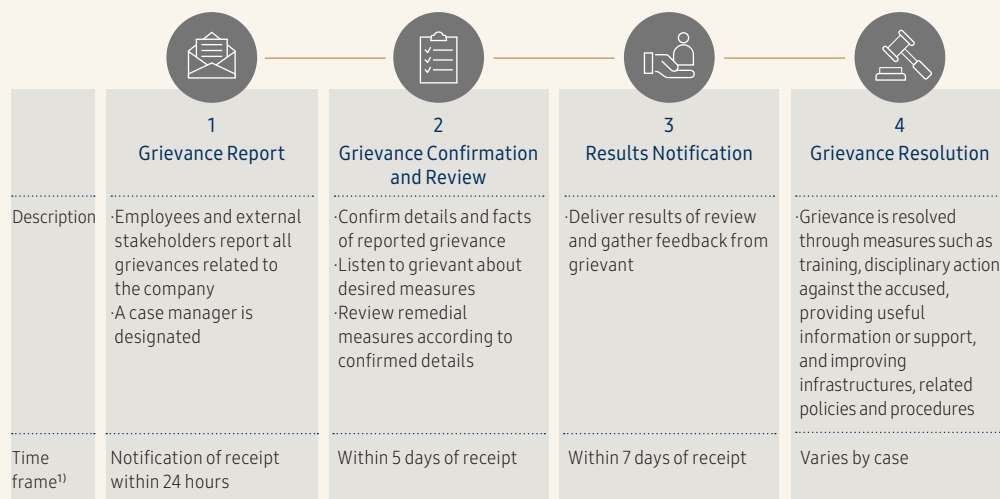 1
Grievance Report
2
Grievance Confirmation
and Review
3
Results Notification
4
Grievance Resolution
Description
·Employees and external
stakeholders report all
grievances related to
the company
·A case manager is
designated
·Confirm details and facts
of reported grievance
·Listen to grievant about
desired measures
·Review remedial
measures according to
confirmed details
·Deliver results of review
and gather feedback from
grievant
·Grievance is resolved
through measures such as
training, disciplinary action
against the accused,
providing useful
information or support,
and improving
infrastructures, related
policies and procedures
Time
frame¹⁾
Notification of receipt
within 24 hours
Within 5 days of receipt
Within 7 days of receipt
Varies by case